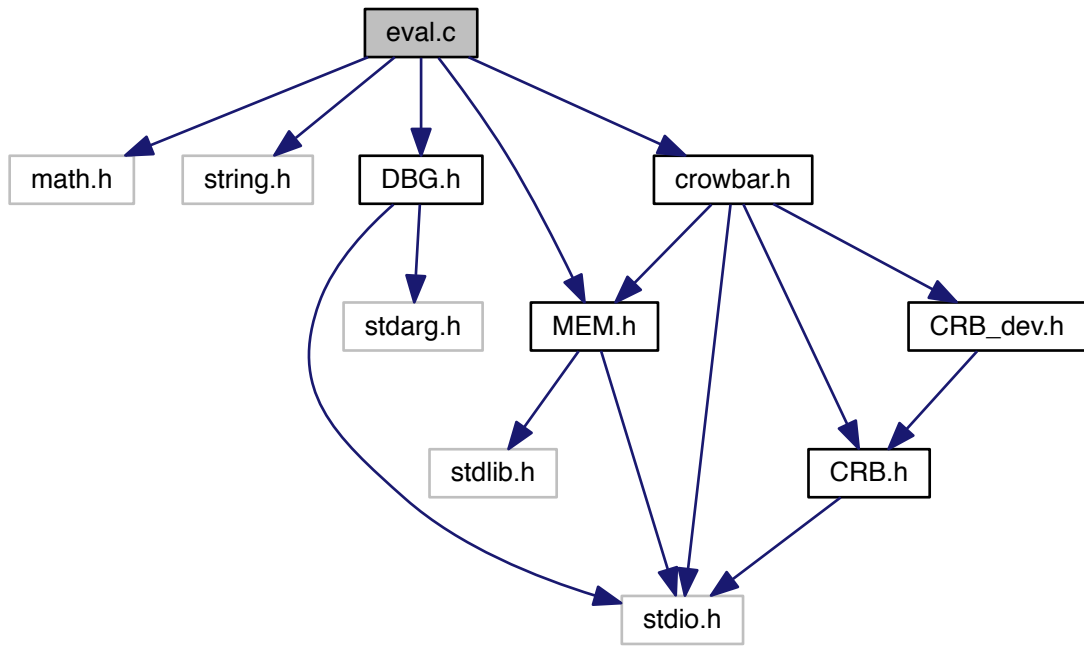 eval.c
math.h
string.h
DBG.h
crowbar.h
stdarg.h
MEM.h
CRB_dev.h
stdlib.h
CRB.h
stdio.h